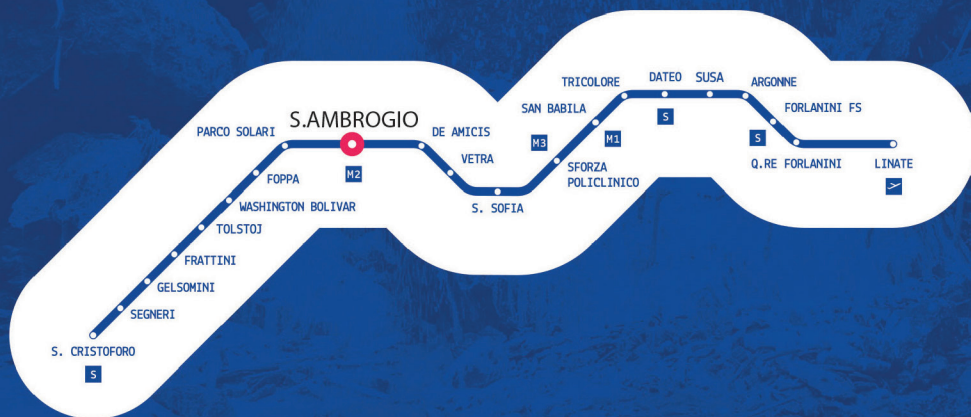 TRICOLORE
DATEO
SUSA
ARGONNE
S.AMBROGIO
SAN BABILA
FORLANINI FS
S
PARCO SOLARI
DE AMICIS
M3
M1
S
VETRA
Q.RE FORLANINI
LINATE
M2
FOPPA
SFORZA
POLICLINICO
WASHINGTON BOLIVAR
S. SOFIA
TOLSTOJ
FRATTINI
GELSOMINI
SEGNERI
S. CRISTOFORO
S